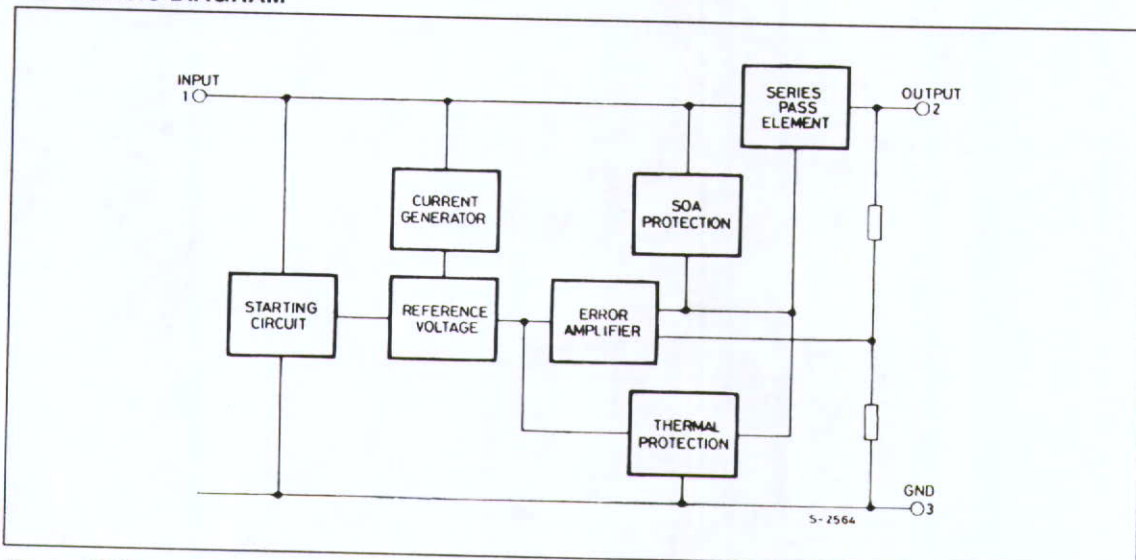 INPUT
1
SERIES
PASS
ELEMENT
OUTPUT
2
CURRENT
GENERATOR
SOA
PROTECTION
STARTING
CIRCUIT
REFERENCE
VOLTAGE
ERROR
AMPLIFIER
THERMAL
PROTECTION
GND
3
S-2564